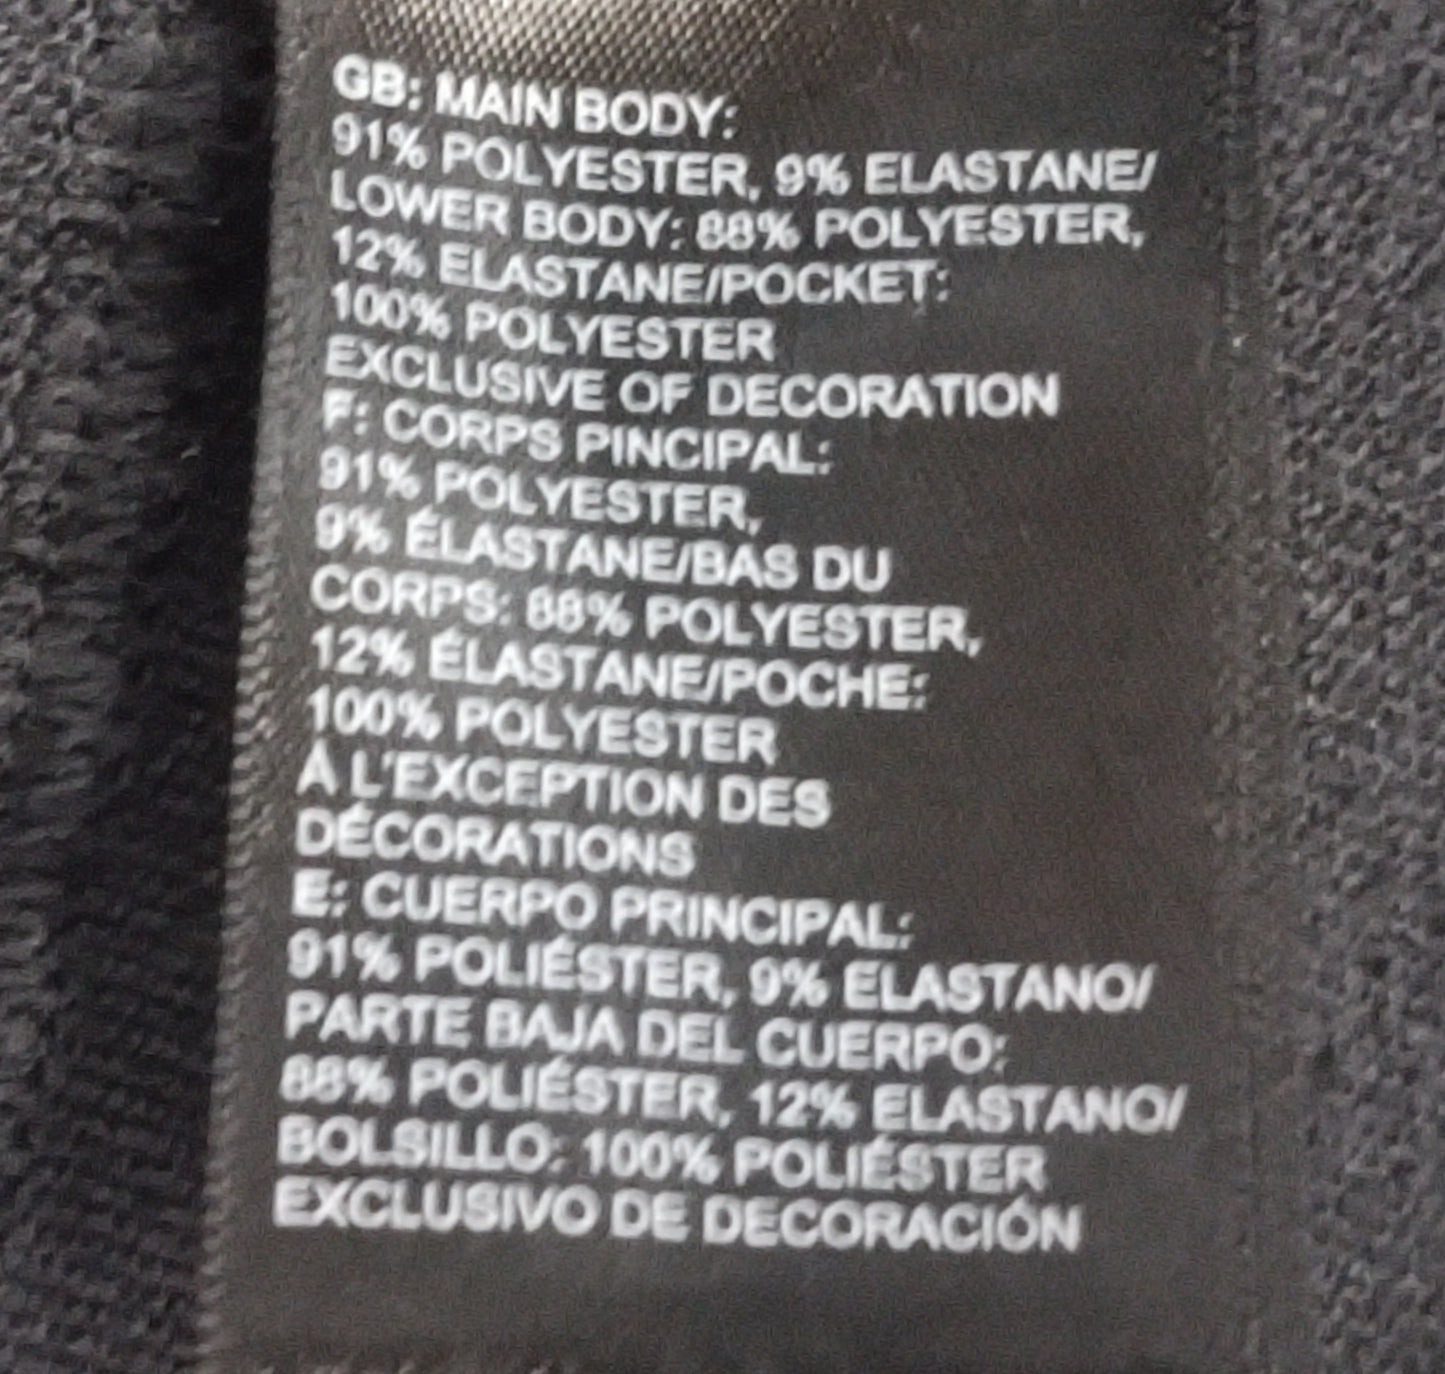 GB: MAIN BODY:
91% POLYESTER, 9% ELASTANE/
LOWER BODY: 88% POLYESTER,
12% ELASTANE/POCKET:
100% POLYESTER
EXCLUSIVE OF DECORATION
F: CORPS PINCIPAL:
91% POLYESTER,
9% ÉLASTANE/BAS DU
CORPS: 88% POLYESTER,
12% ÉLASTANE/POCHE:
100% POLYESTER
À L'EXCEPTION DES
DÉCORATIONS
E: CUERPO PRINCIPAL:
91% POLIÉSTER, 9% ELASTANO/
PARTE BAJA DEL CUERPO:
88% POLIÉSTER, 12% ELASTANO/
BOLSILLO: 100% POLIÉSTER
EXCLUSIVO DE DECORACIÓN